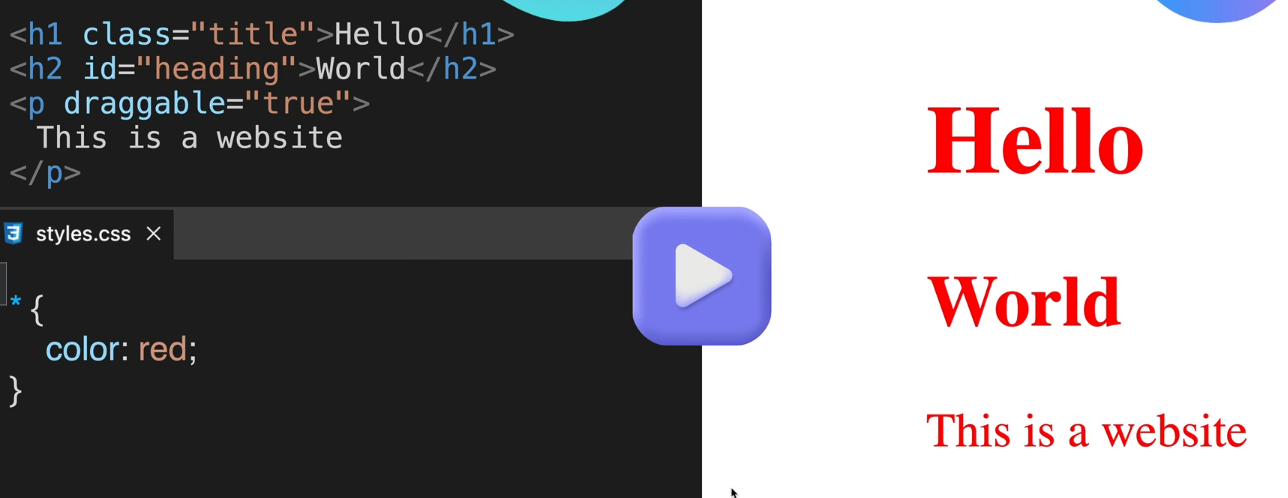 <h1 class="title">Hello</h1>
<h2 id="heading">World</h2>
<p draggable="true">
This is a website
</p>
styles.css ×
* {
color: red;
}
Hello
World
This is a website